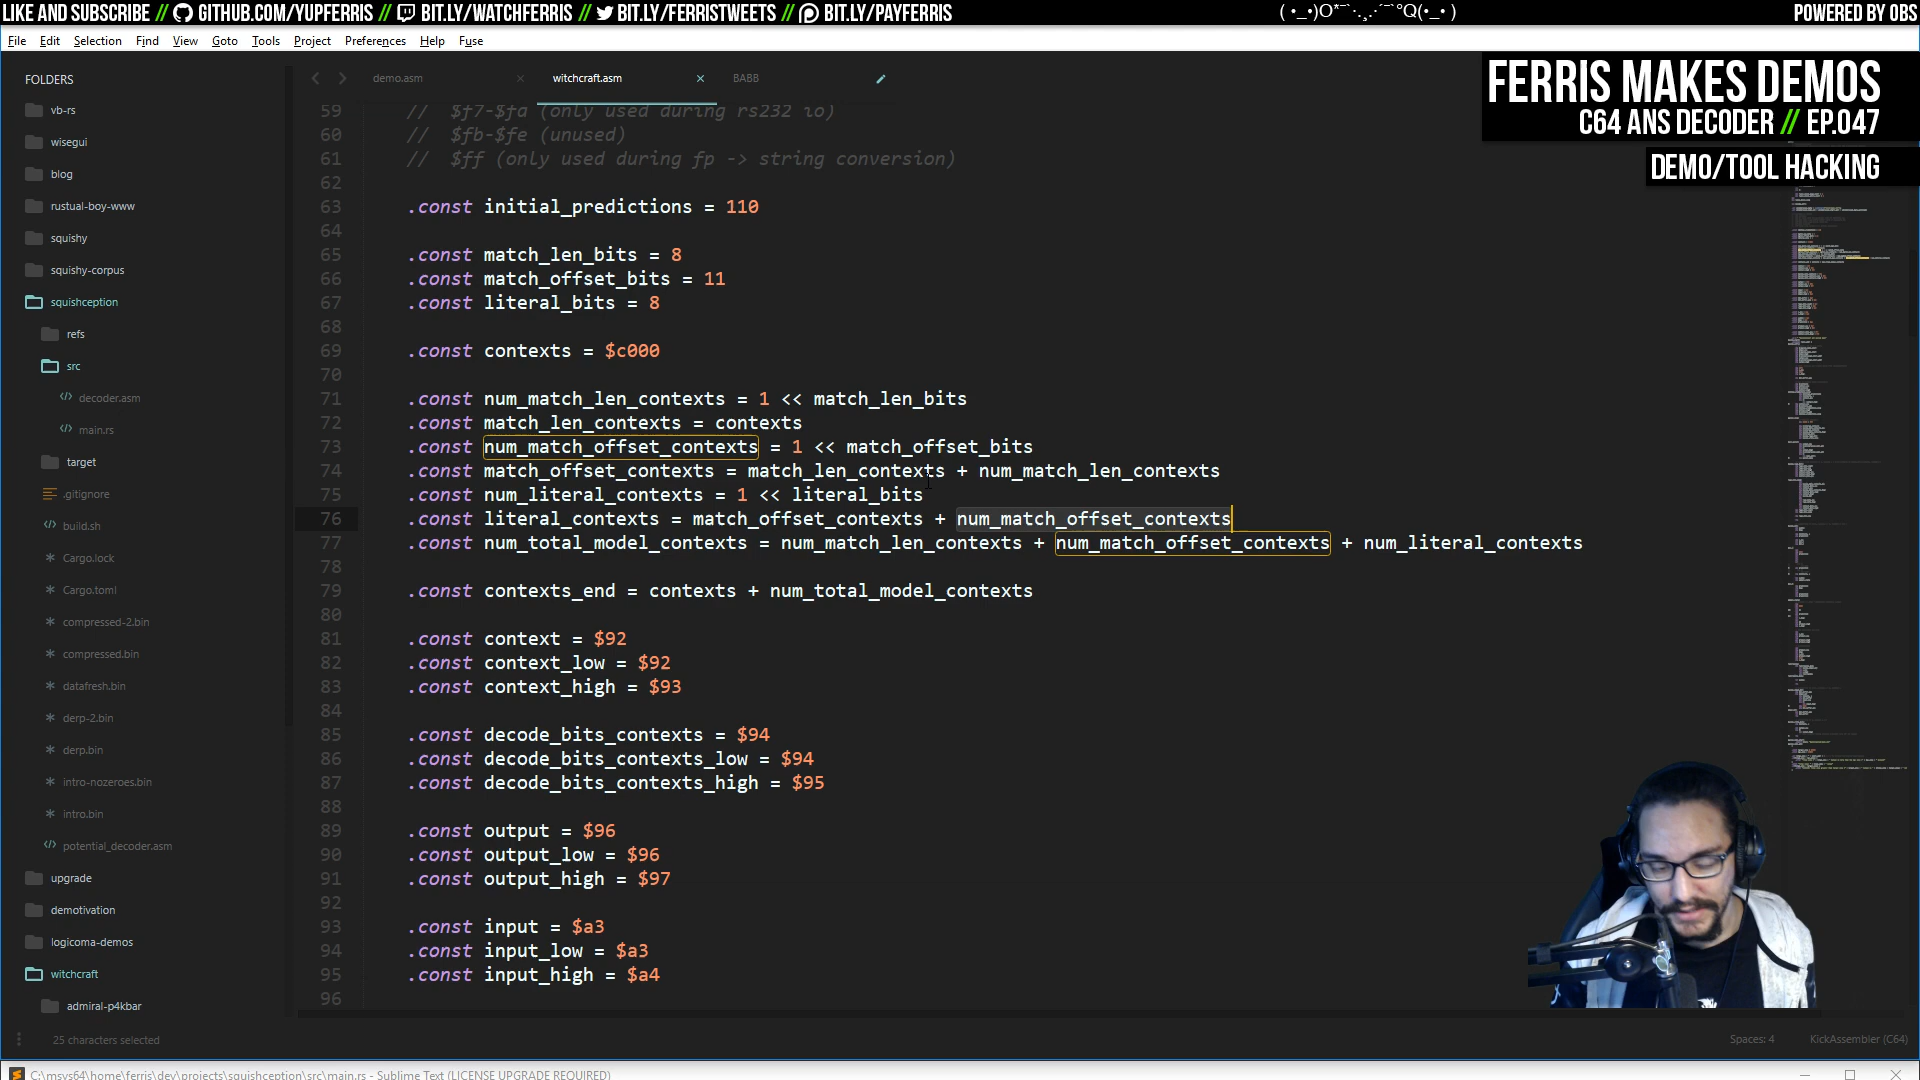 LIKE AND SUBSCRIBE // GITHUB.COM/YUPFERRIS // BIT.LY/WATCHFERRIS // BIT.LY/FERRISTWEETS // BIT.LY/PAYFERRIS
( •_•)O*¯`·.¸.·´¯`°Q(•_• )
POWERED BY OBS
File Edit Selection Find View Goto Tools Project Preferences Help Fuse
FERRIS MAKES DEMOS
C64 ANS DECODER // EP.047
DEMO/TOOL HACKING
FOLDERS
vb-rs
wisegui
blog
rustual-boy-www
squishy
squishy-corpus
squishception
refs
src
decoder.asm
main.rs
target
.gitignore
build.sh
Cargo.lock
Cargo.toml
compressed-2.bin
compressed.bin
datafresh.bin
derp-2.bin
derp.bin
intro-nozeroes.bin
intro.bin
potential_decoder.asm
upgrade
demotivation
logicoma-demos
witchcraft
admiral-p4kbar
demo.asm witchcraft.asm BABB
59 // $f7-$fa (only used during rs232 io)
60 // $fb-$fe (unused)
61 // $ff (only used during fp -> string conversion)
62
63 .const initial_predictions = 110
64
65 .const match_len_bits = 8
66 .const match_offset_bits = 11
67 .const literal_bits = 8
68
69 .const contexts = $c000
70
71 .const num_match_len_contexts = 1 << match_len_bits
72 .const match_len_contexts = contexts
73 .const num_match_offset_contexts = 1 << match_offset_bits
74 .const match_offset_contexts = match_len_contexts + num_match_len_contexts
75 .const num_literal_contexts = 1 << literal_bits
76 .const literal_contexts = match_offset_contexts + num_match_offset_contexts
77 .const num_total_model_contexts = num_match_len_contexts + num_match_offset_contexts + num_literal_contexts
78
79 .const contexts_end = contexts + num_total_model_contexts
80
81 .const context = $92
82 .const context_low = $92
83 .const context_high = $93
84
85 .const decode_bits_contexts = $94
86 .const decode_bits_contexts_low = $94
87 .const decode_bits_contexts_high = $95
88
89 .const output = $96
90 .const output_low = $96
91 .const output_high = $97
92
93 .const input = $a3
94 .const input_low = $a3
95 .const input_high = $a4
96
25 characters selected
Spaces: 4 KickAssembler (C64)
C:\msys64\home\ferris\dev\projects\squishception\src\main.rs - Sublime Text (LICENSE UPGRADE REQUIRED)